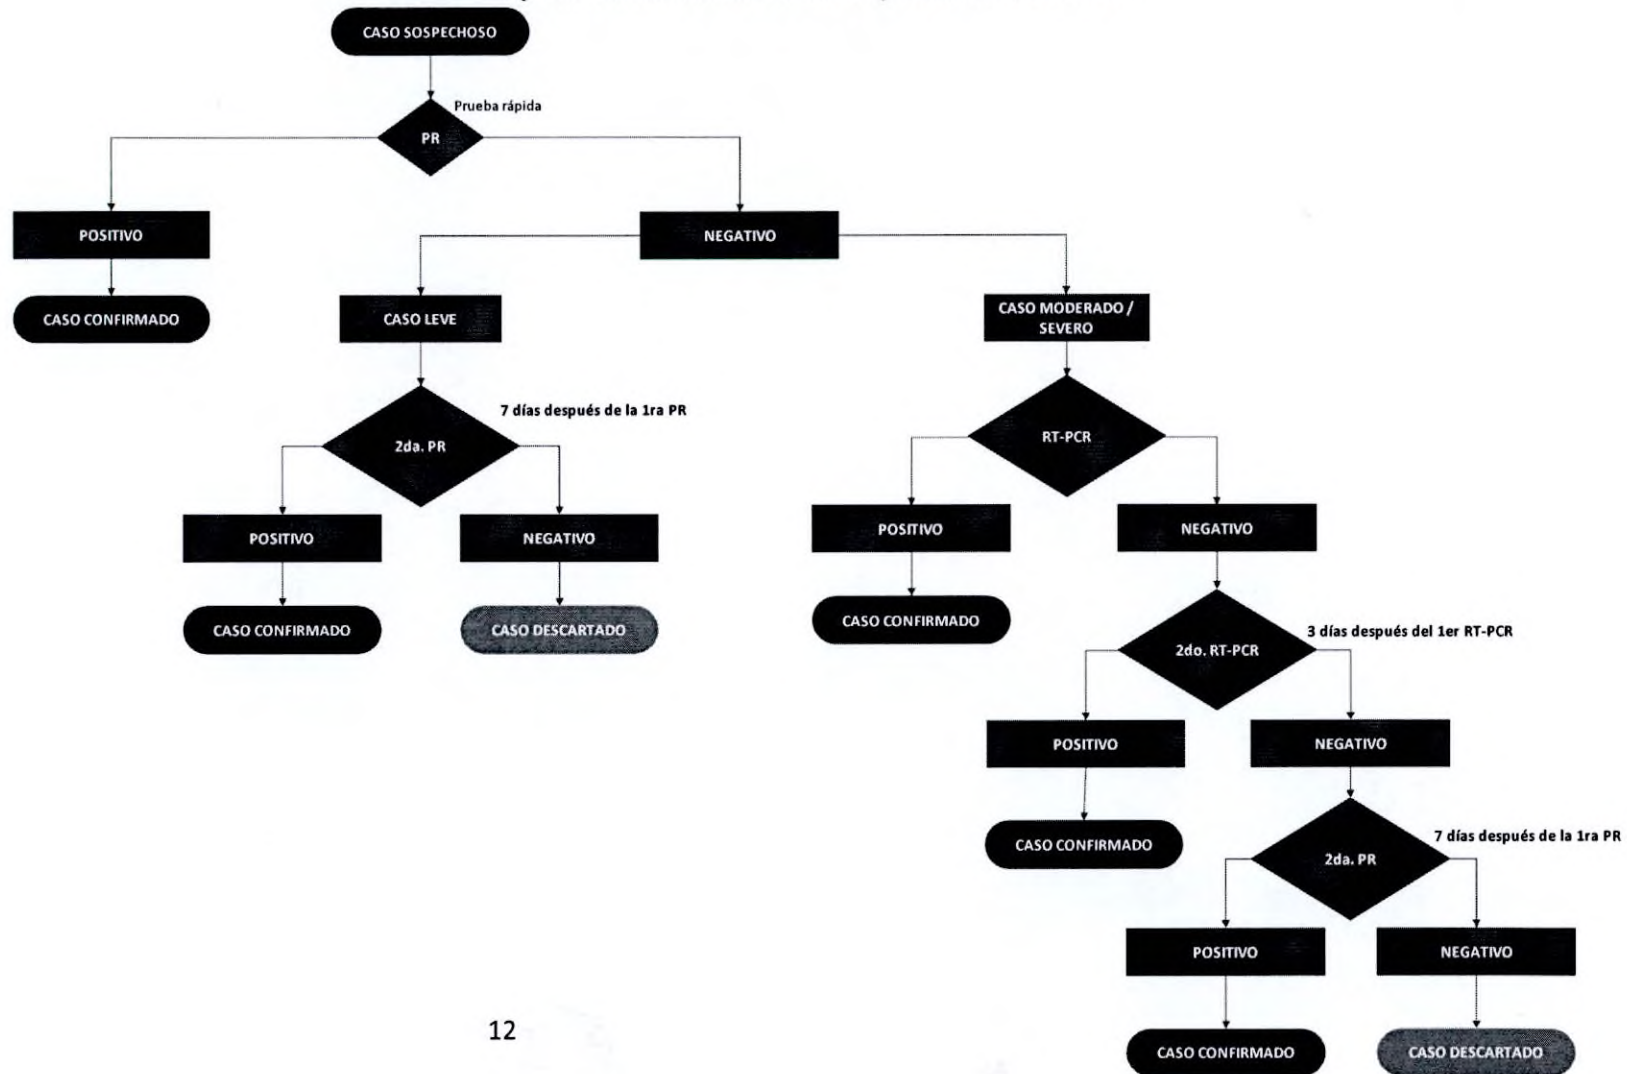 CASO SOSPECHOSO
Prueba rápida
PR
POSITIVO
NEGATIVO
CASO CONFIRMADO
CASO LEVE
CASO MODERADO /
SEVERO
7 días después de la 1ra PR
2da. PR
RT-PCR
POSITIVO
NEGATIVO
POSITIVO
NEGATIVO
CASO CONFIRMADO
CASO DESCARTADO
CASO CONFIRMADO
3 días después del 1er RT-PCR
2do. RT-PCR
POSITIVO
NEGATIVO
CASO CONFIRMADO
7 días después de la 1ra PR
2da. PR
POSITIVO
NEGATIVO
12
CASO CONFIRMADO
CASO DESCARTADO